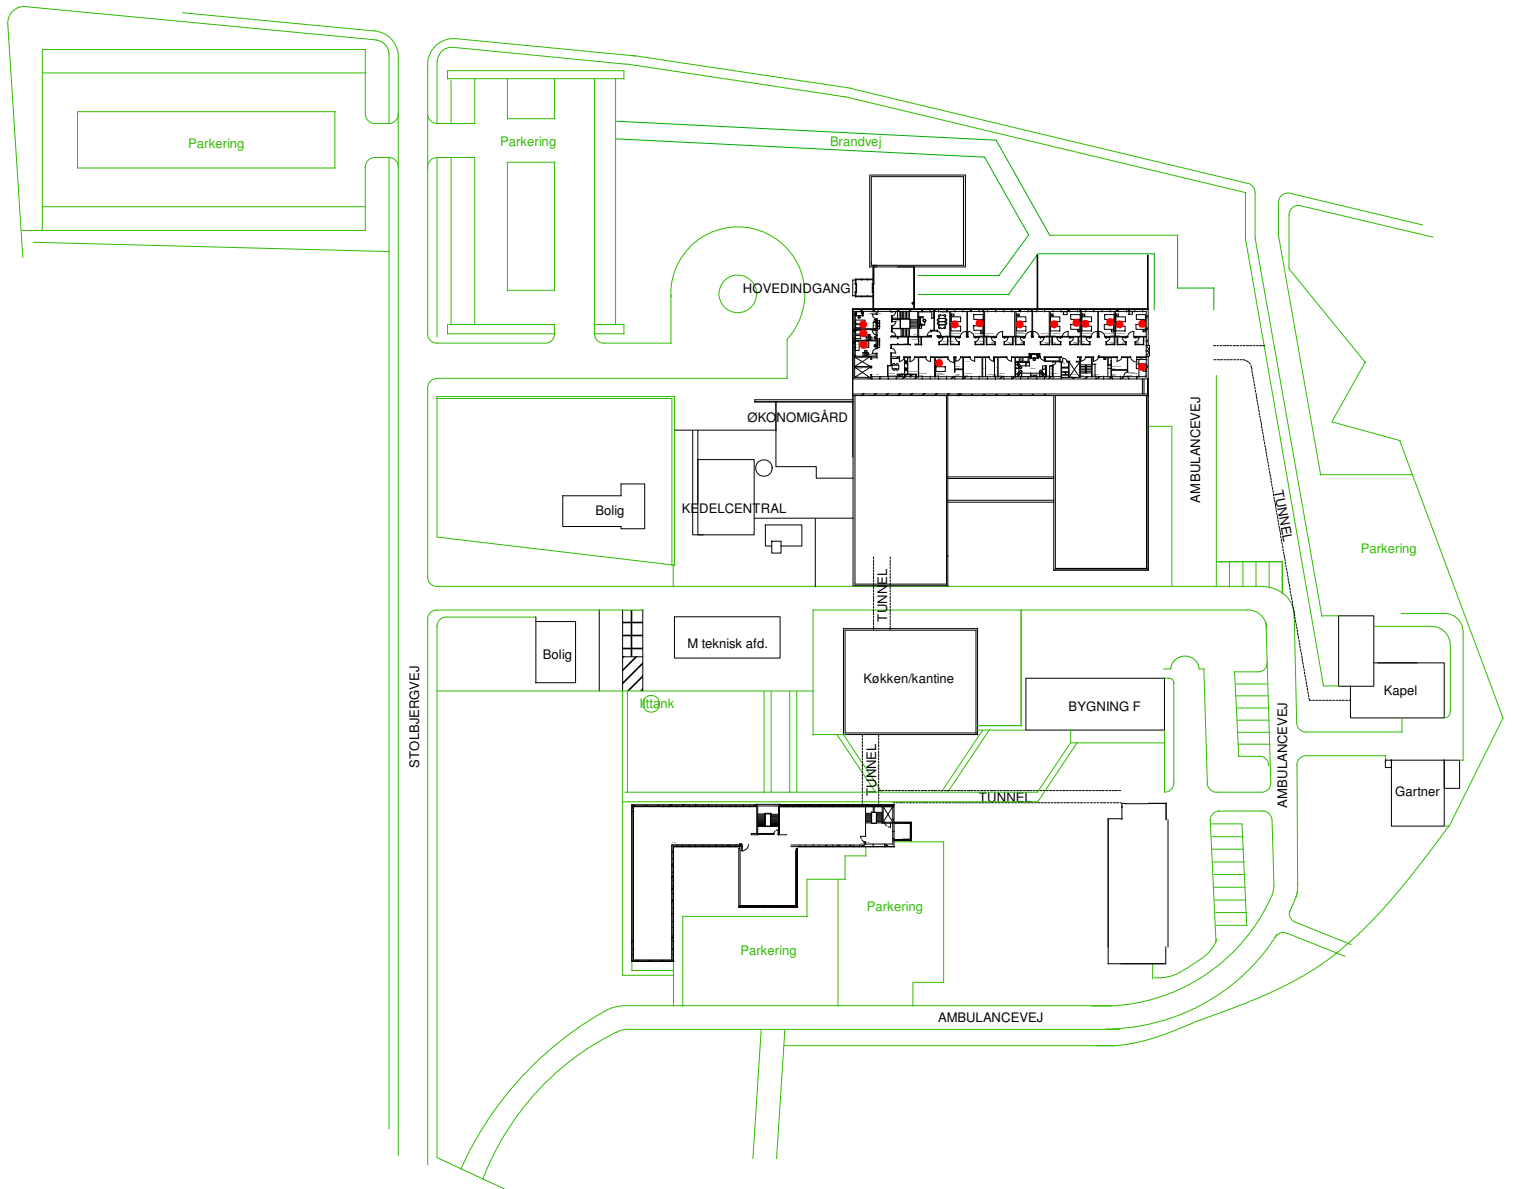 Parkering
Parkering
Brandvej
HOVEDINDGANG
ØKONOMIGÅRD
AMBULANCEVEJ
Bolig
KEDELCENTRAL
TUNNEL
Parkering
TUNNEL
Bolig
M teknisk afd.
Køkken/kantine
Kapel
STOLBJERGVEJ
Ilttank
BYGNING F
AMBULANCEVEJ
TUNNEL
TUNNEL
Gartner
Parkering
Parkering
AMBULANCEVEJ